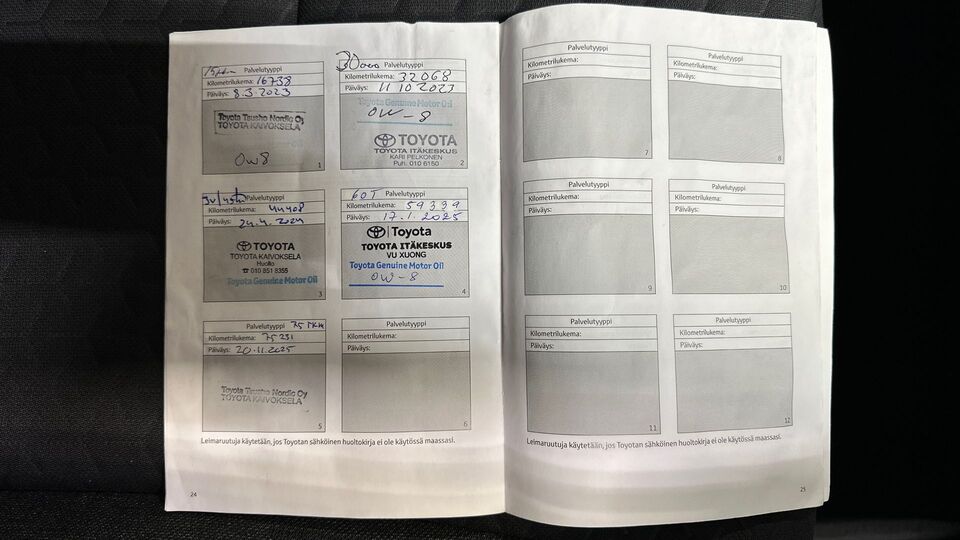 Palvelutyyppi
Kilometrilukema: 16738
Päiväys: 8.3.2023
Toyota Tsusho Nordic Oy
TOYOTA KAIVOKSELA
OW8
1
30000 Palvelutyyppi
Kilometrilukema: 32068
Päiväys: 11 10 2023
Toyota Genuine Motor Oil
OW-8
TOYOTA
TOYOTA ITÄKESKUS
KARI PELKONEN
Puh. 010 6150
2
Palvelutyyppi
Kilometrilukema: 44408
Päiväys: 24.4.2024
TOYOTA
TOYOTA KAIVOKSELA
Huolto
☎ 010 851 8355
Toyota Genuine Motor Oil
3
60T Palvelutyyppi
Kilometrilukema: 59339
Päiväys: 17.1.2025
Toyota
TOYOTA ITÄKESKUS
VU XUONG
Toyota Genuine Motor Oil
OW-8
4
Palvelutyyppi 75 TKM
Kilometrilukema: 75231
Päiväys: 20.11.2025
Toyota Tsusho Nordic Oy
TOYOTA KAIVOKSELA
5
Palvelutyyppi
Kilometrilukema:
Päiväys:
6
Leimaruutuja käytetään, jos Toyotan sähköinen huoltokirja ei ole käytössä maassasi.
24
Palvelutyyppi
Kilometrilukema:
Päiväys:
7
Palvelutyyppi
Kilometrilukema:
Päiväys:
8
Palvelutyyppi
Kilometrilukema:
Päiväys:
9
Palvelutyyppi
Kilometrilukema:
Päiväys:
10
Palvelutyyppi
Kilometrilukema:
Päiväys:
11
Palvelutyyppi
Kilometrilukema:
Päiväys:
12
Leimaruutuja käytetään, jos Toyotan sähköinen huoltokirja ei ole käytössä maassasi.
25